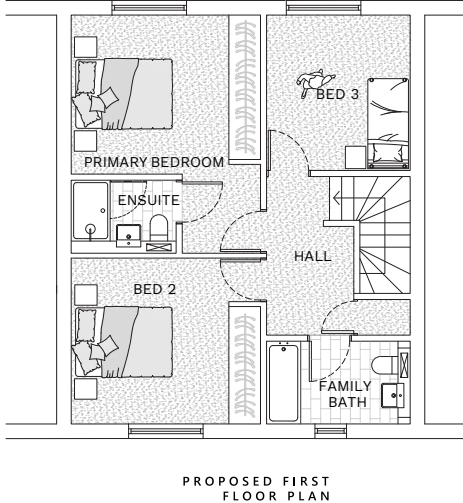 BED 3
PRIMARY BEDROOM
ENSUITE
HALL
BED 2
FAMILY
BATH
PROPOSED FIRST
FLOOR PLAN